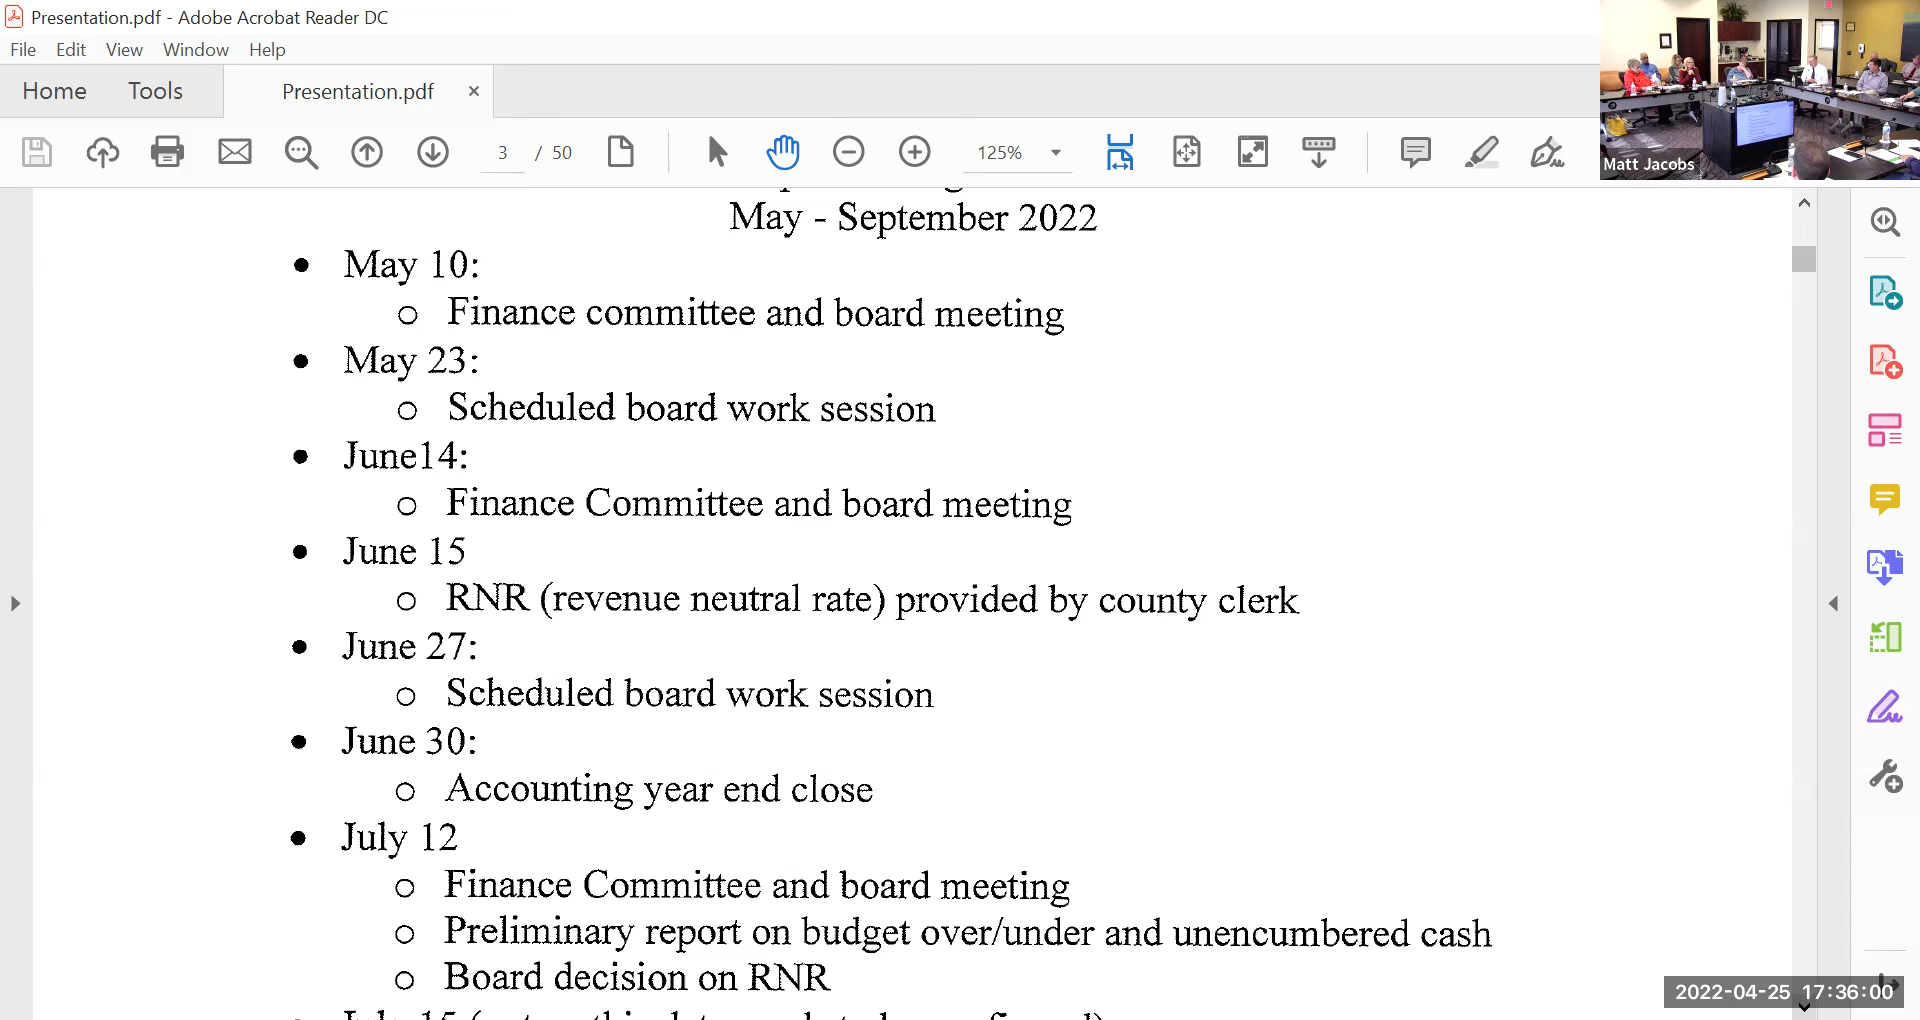 Presentation.pdf - Adobe Acrobat Reader DC
File Edit View Window Help
Home Tools Presentation.pdf ×
3 / 50 125%
Matt Jacobs
May - September 2022
• May 10:
o Finance committee and board meeting
• May 23:
o Scheduled board work session
• June14:
o Finance Committee and board meeting
• June 15
o RNR (revenue neutral rate) provided by county clerk
• June 27:
o Scheduled board work session
• June 30:
o Accounting year end close
• July 12
o Finance Committee and board meeting
o Preliminary report on budget over/under and unencumbered cash
o Board decision on RNR
2022-04-25 17:36:00